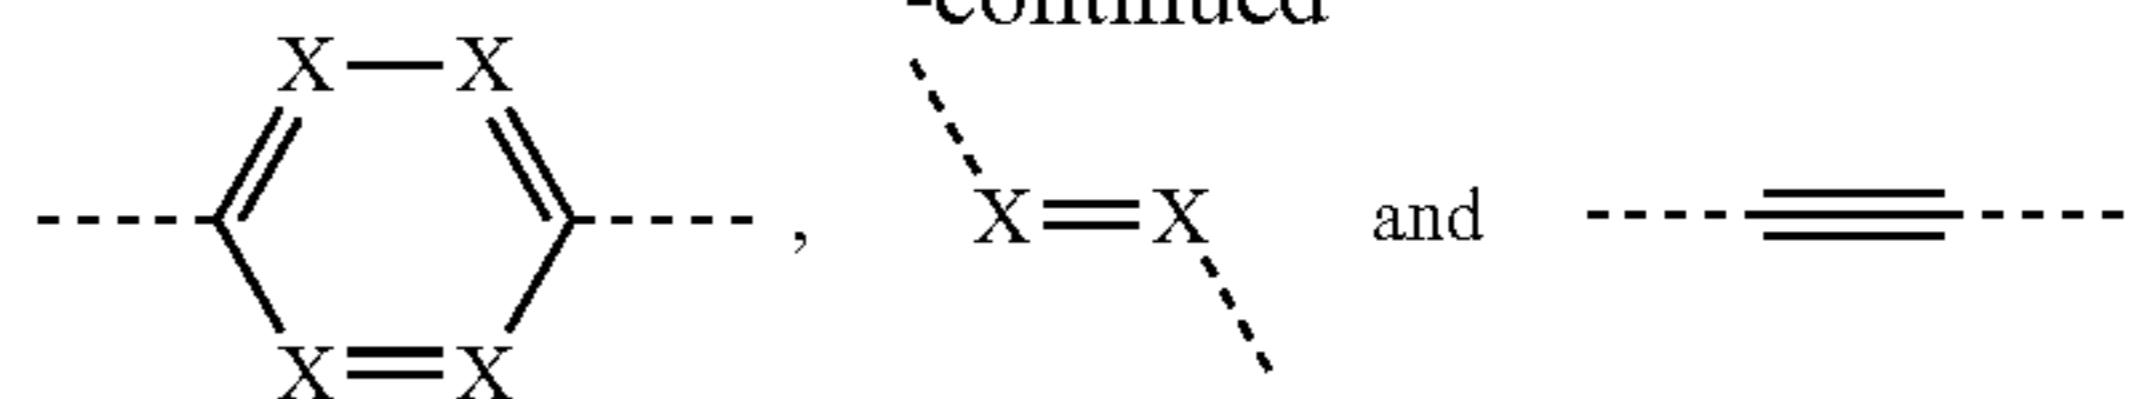 -continued
X X
, X X and
X X